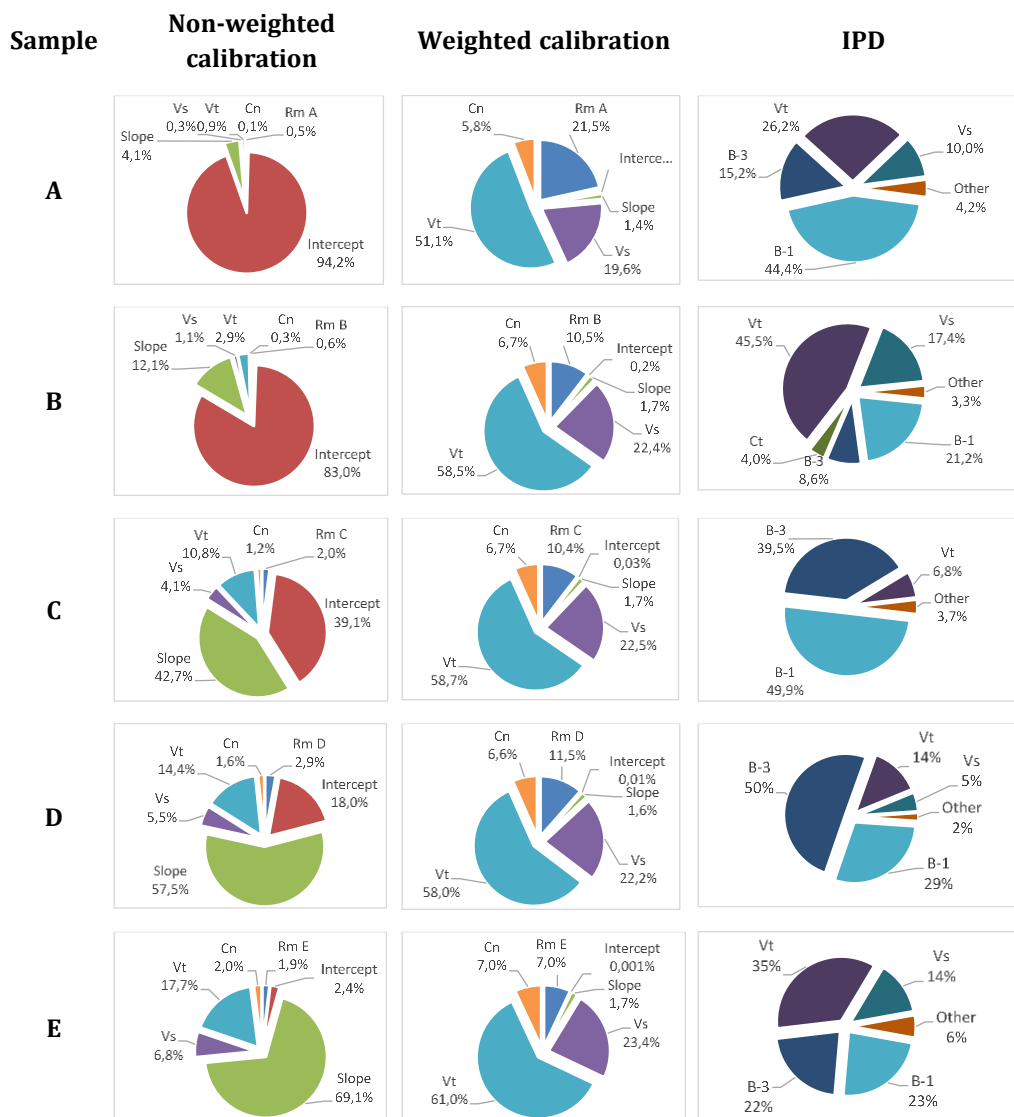 Sample
Non-weighted
calibration
Weighted calibration
IPD
A
Vs
0,3%
Vt
0,9%
Cn
0,1%
Rm A
0,5%
Slope
4,1%
Intercept
94,2%
Cn
5,8%
Rm A
21,5%
Interce...
Slope
1,4%
Vs
19,6%
Vt
51,1%
Vt
26,2%
Vs
10,0%
B-3
15,2%
Other
4,2%
B-1
44,4%
B
Vs
1,1%
Vt
2,9%
Cn
0,3%
Rm B
0,6%
Slope
12,1%
Intercept
83,0%
Cn
6,7%
Rm B
10,5%
Intercept
0,2%
Slope
1,7%
Vs
22,4%
Vt
58,5%
Vt
45,5%
Vs
17,4%
Other
3,3%
Ct
4,0%
B-3
8,6%
B-1
21,2%
C
Vt
10,8%
Cn
1,2%
Rm C
2,0%
Vs
4,1%
Intercept
39,1%
Slope
42,7%
Cn
6,7%
Rm C
10,4%
Intercept
0,03%
Slope
1,7%
Vs
22,5%
Vt
58,7%
B-3
39,5%
Vt
6,8%
Other
3,7%
B-1
49,9%
D
Vt
14,4%
Cn
1,6%
Rm D
2,9%
Intercept
18,0%
Vs
5,5%
Slope
57,5%
Cn
6,6%
Rm D
11,5%
Intercept
0,01%
Slope
1,6%
Vs
22,2%
Vt
58,0%
B-3
50%
Vt
14%
Vs
5%
Other
2%
B-1
29%
E
Vt
17,7%
Cn
2,0%
Rm E
1,9%
Intercept
2,4%
Vs
6,8%
Slope
69,1%
Cn
7,0%
Rm E
7,0%
Intercept
0,001%
Slope
1,7%
Vs
23,4%
Vt
61,0%
Vt
35%
Vs
14%
Other
6%
B-3
22%
B-1
23%